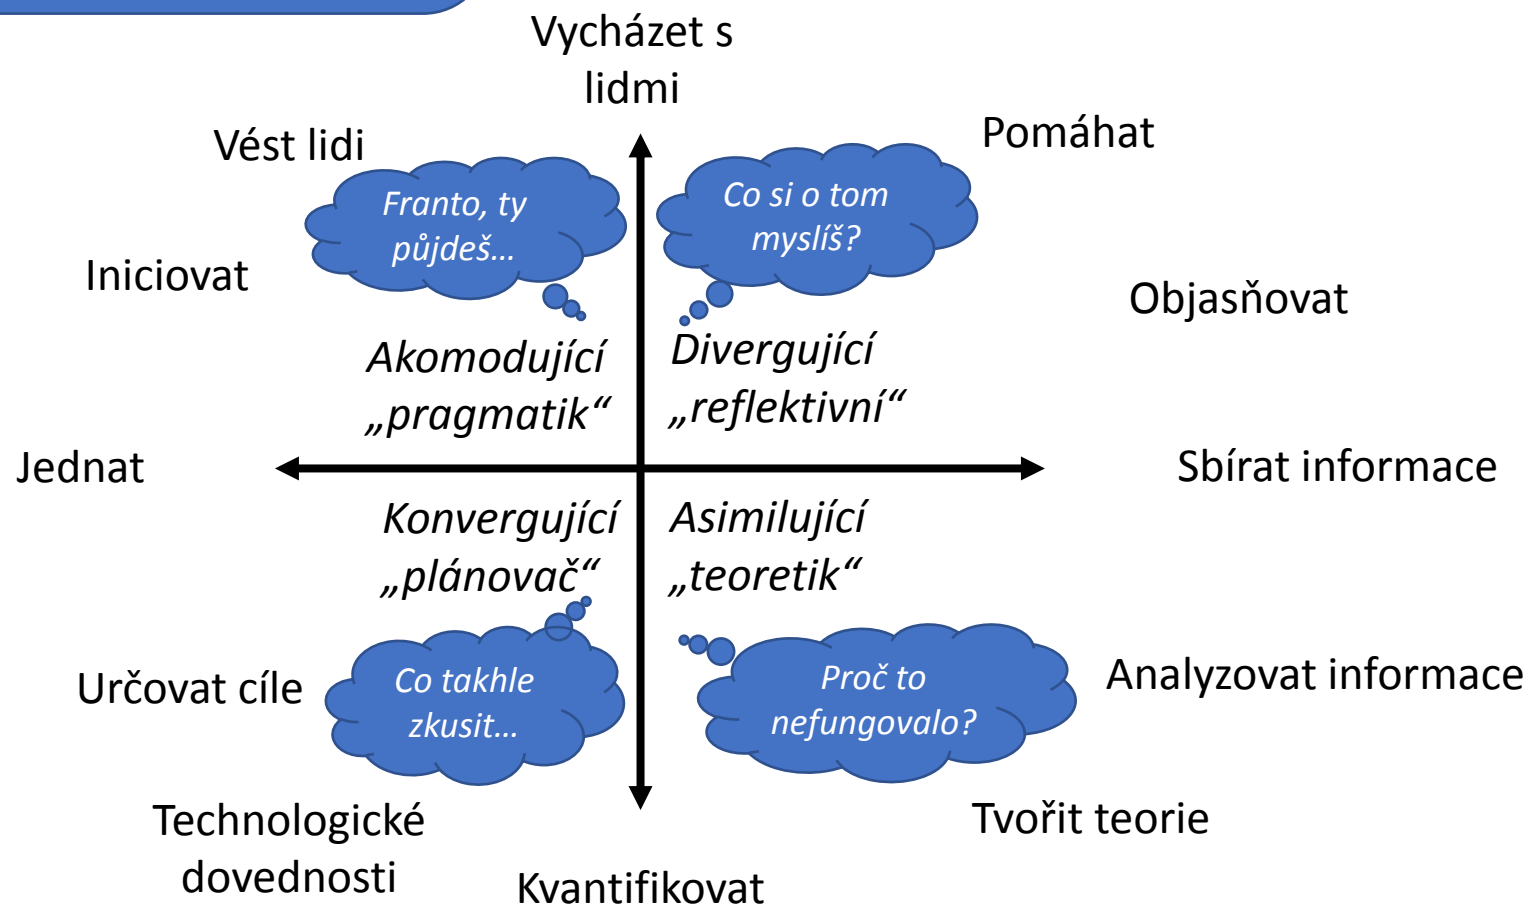 Vycházet s
lidmi
Vést lidi
Pomáhat
Franto, ty
půjdeš…
Co si o tom
myslíš?
Iniciovat
Objasňovat
Akomodující
„pragmatik“
Divergující
„reflektivní“
Jednat
Sbírat informace
Konvergující
„plánovač“
Asimilující
„teoretik“
Určovat cíle
Co takhle
zkusit…
Proč to
nefungovalo?
Analyzovat informace
Technologické
dovednosti
Tvořit teorie
Kvantifikovat